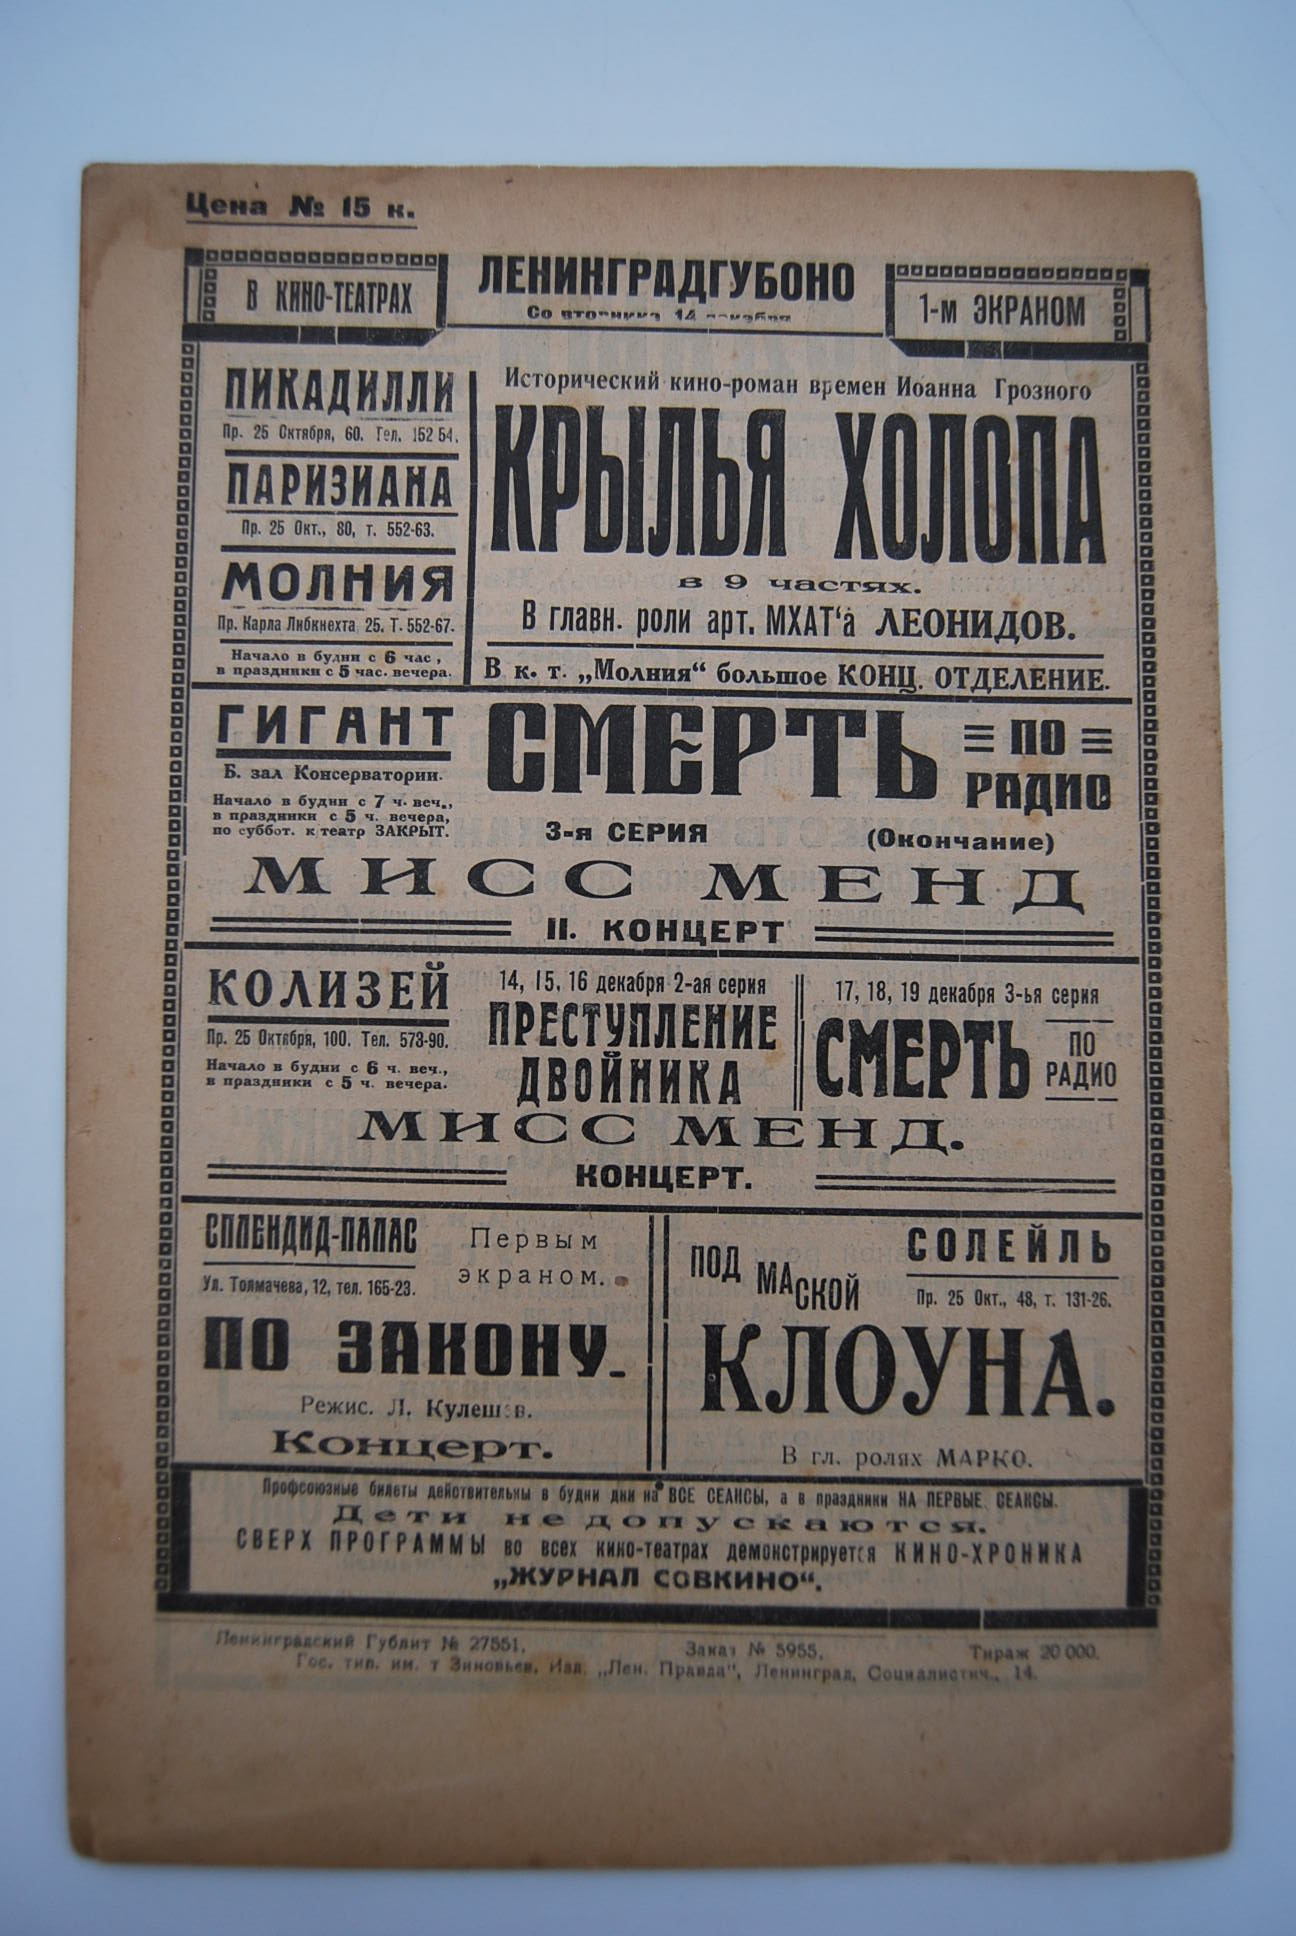 Цена № 15 к.
В КИНО-ТЕАТРАХ
ЛЕНИНГРАДГУБОНО
Со вторника 14 декабря
1-м ЭКРАНОМ
ПИКАДИЛЛИ
Пр. 25 Октября, 60. Тел. 152 54.
ПАРИЗИАНА
Пр. 25 Окт., 80, т. 552-63.
МОЛНИЯ
Пр. Карла Либкнехта, 25. Т. 552-67.
Начало в будни с 6 час,
в праздники с 5 час. вечера.
Исторический кино-роман времен Иоанна Грозного
КРЫЛЬЯ ХОЛОПА
в 9 частях.
В главн. роли арт. МХАТ‘а ЛЕОНИДОВ.
В к. т. „Молния“ большое КОНЦ. ОТДЕЛЕНИЕ.
ГИГАНТ
Б. зал Консерватории.
Начало в будни с 7 ч. веч.,
в праздники с 5 ч. вечера,
по суббот. к театр ЗАКРЫТ.
СМЕРТЬ
ПО
РАДИО
3-я СЕРИЯ
(Окончание)
МИСС МЕНД
II. КОНЦЕРТ
КОЛИЗЕЙ
Пр. 25 Октября, 100. Тел. 573-90.
Начало в будни с 6 ч. веч.,
в праздники с 5 ч. вечера.
14, 15, 16 декабря 2-ая серия
ПРЕСТУПЛЕНИЕ
ДВОЙНИКА
17, 18, 19 декабря 3-ья серия
СМЕРТЬ
ПО
РАДИО
МИСС МЕНД.
КОНЦЕРТ.
СПЛЕНДИД-ПАЛАС
Ул. Толмачева, 12, тел. 165-23.
Первым
экраном.
ПО ЗАКОНУ.
Режис. Л. Кулешов.
Концерт.
СОЛЕЙЛЬ
Пр. 25 Окт., 48, т. 131-26.
ПОД МАСКОЙ
КЛОУНА.
В гл. ролях МАРКО.
Профсоюзные билеты действительны в будни дни на ВСЕ СЕАНСЫ, а в праздники НА ПЕРВЫЕ СЕАНСЫ.
Дети не допускаются.
СВЕРХ ПРОГРАММЫ во всех кино-театрах демонстрируется КИНО-ХРОНИКА
„ЖУРНАЛ СОВКИНО“.
Ленинградский Гублит № 27551. Заказ № 5955. Тираж 20 000.
Гос. тип. им. т Зиновьев. Изд. „Лен. Правда“, Ленинград, Социалистич., 14.